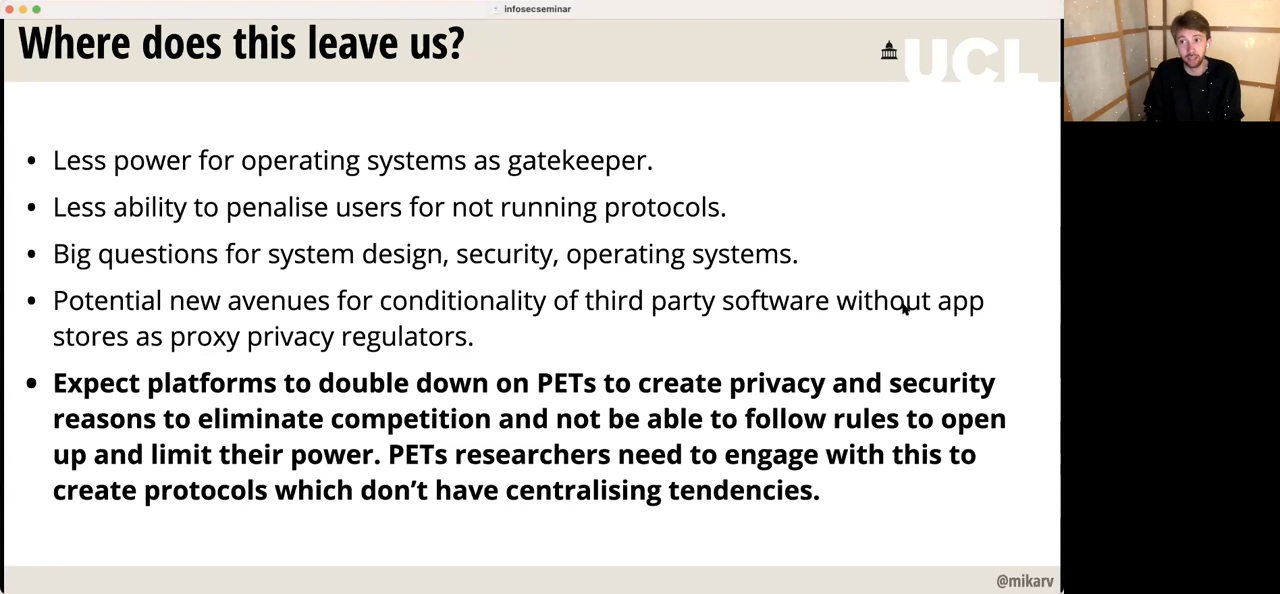 infosecseminar
Where does this leave us?
UCL
• Less power for operating systems as gatekeeper.
• Less ability to penalise users for not running protocols.
• Big questions for system design, security, operating systems.
• Potential new avenues for conditionality of third party software without app
stores as proxy privacy regulators.
• Expect platforms to double down on PETs to create privacy and security
reasons to eliminate competition and not be able to follow rules to open
up and limit their power. PETs researchers need to engage with this to
create protocols which don’t have centralising tendencies.
@mikarv